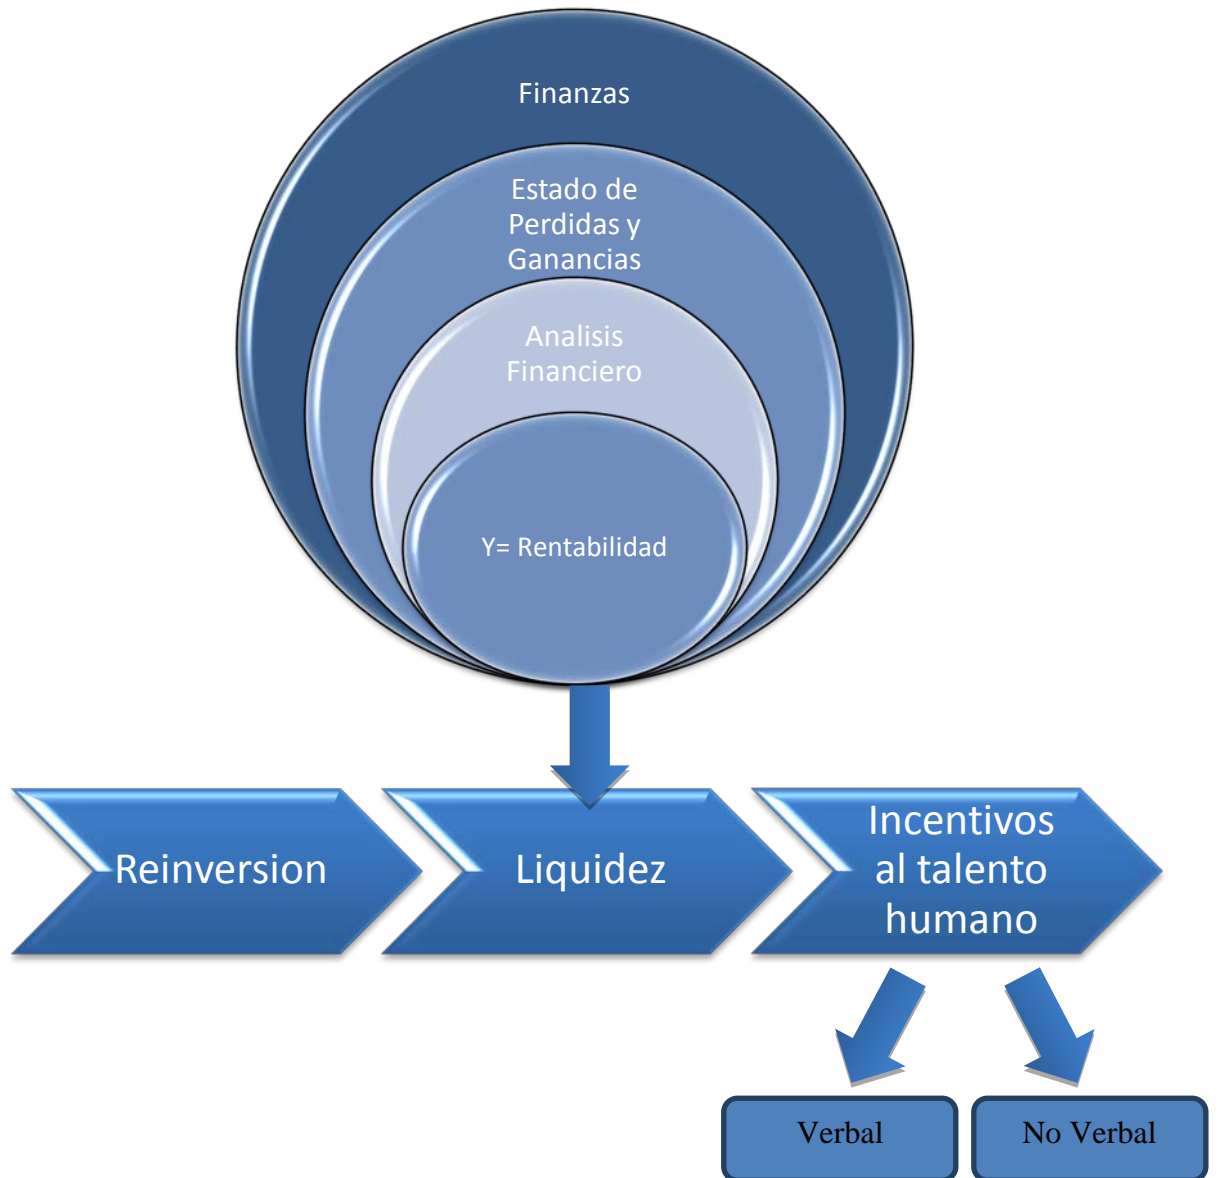 Finanzas
Estado de
Perdidas y
Ganancias
Analisis
Financiero
Y= Rentabilidad
Reinversion
Liquidez
Incentivos
al talento
humano
Verbal
No Verbal